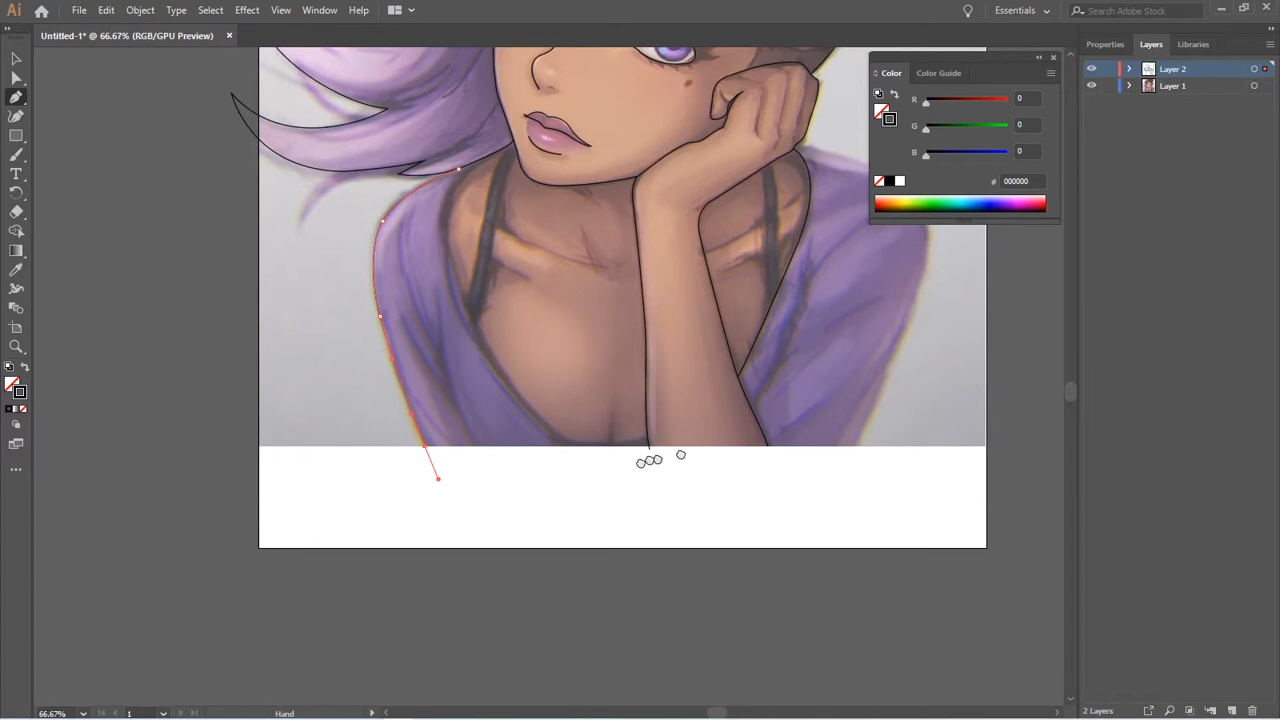 Ai File Edit Object Type Select Effect View Window Help Essentials Search Adobe Stock
Untitled-1* @ 66.67% (RGB/GPU Preview)
Properties Layers Libraries
Layer 2
Layer 1
Color Color Guide
R 0
G 0
B 0
# 000000
66.67% 1 Hand
2 Layers